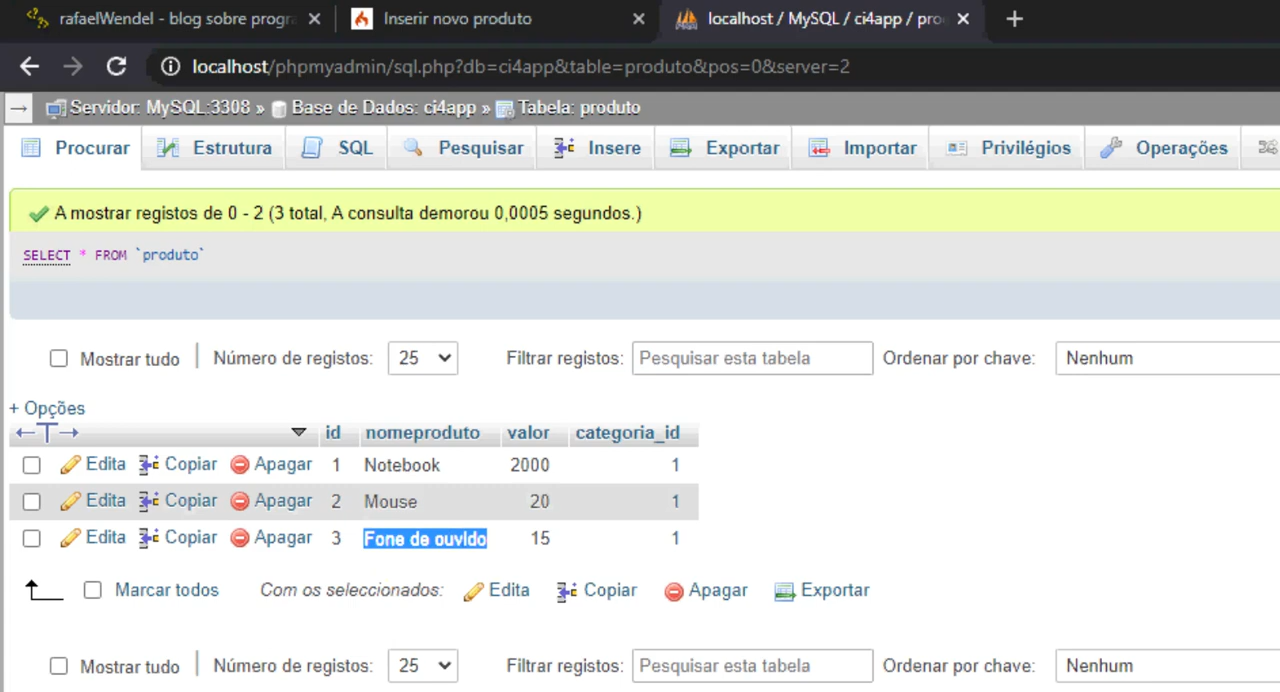 rafaelWendel - blog sobre progra
Inserir novo produto
localhost / MySQL / ci4app / pro
localhost/phpmyadmin/sql.php?db=ci4app&table=produto&pos=0&server=2
Servidor: MySQL:3308 » Base de Dados: ci4app » Tabela: produto
Procurar Estrutura SQL Pesquisar Insere Exportar Importar Privilégios Operações
A mostrar registos de 0 - 2 (3 total, A consulta demorou 0,0005 segundos.)
SELECT * FROM `produto`
Mostrar tudo Número de registos: 25 Filtrar registos: Pesquisar esta tabela Ordenar por chave: Nenhum
+ Opções
←T→ id nomeproduto valor categoria_id
Edita Copiar Apagar 1 Notebook 2000 1
Edita Copiar Apagar 2 Mouse 20 1
Edita Copiar Apagar 3 Fone de ouvido 15 1
Marcar todos Com os seleccionados: Edita Copiar Apagar Exportar
Mostrar tudo Número de registos: 25 Filtrar registos: Pesquisar esta tabela Ordenar por chave: Nenhum